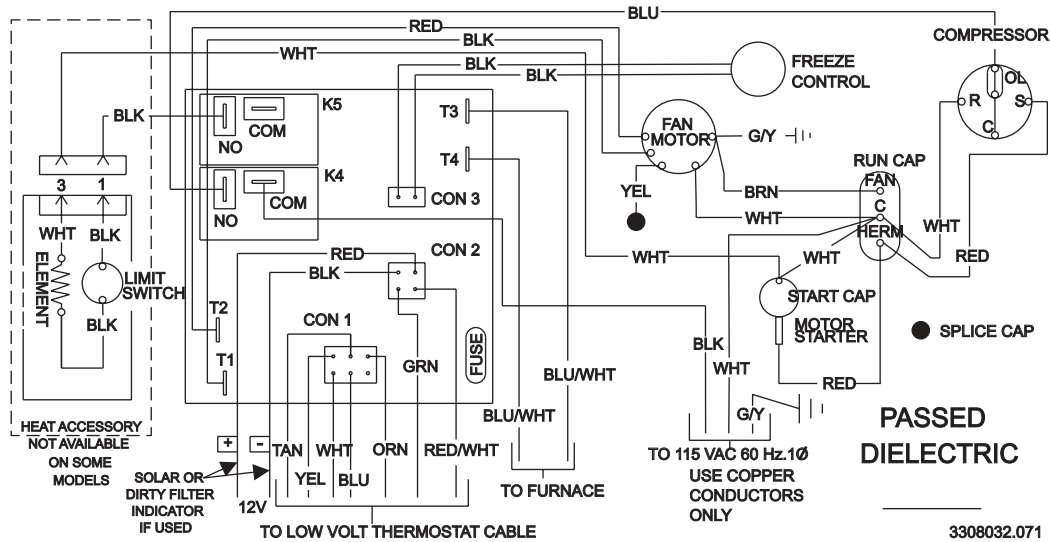 BLU
RED
BLK
WHT
COMPRESSOR
BLK
BLK
FREEZE
CONTROL
OL
R
S
C
K5
COM
NO
T3
BLK
FAN
MOTOR
G/Y
T4
K4
COM
NO
CON 3
RUN CAP
FAN
C
HERM
3
1
YEL
BRN
WHT
WHT
RED
WHT
BLK
ELEMENT
LIMIT
SWITCH
BLK
RED
BLK
CON 2
WHT
WHT
START CAP
MOTOR
STARTER
SPLICE CAP
T2
T1
CON 1
GRN
FUSE
BLK
WHT
BLU/WHT
RED
BLU/WHT
G/Y
PASSED
DIELECTRIC
HEAT ACCESSORY
NOT AVAILABLE
ON SOME
MODELS
+
-
TAN
WHT
ORN
RED/WHT
YEL
BLU
SOLAR OR
DIRTY FILTER
INDICATOR
IF USED
12V
TO LOW VOLT THERMOSTAT CABLE
TO FURNACE
TO 115 VAC 60 Hz.1Ø
USE COPPER
CONDUCTORS
ONLY
3308032.071